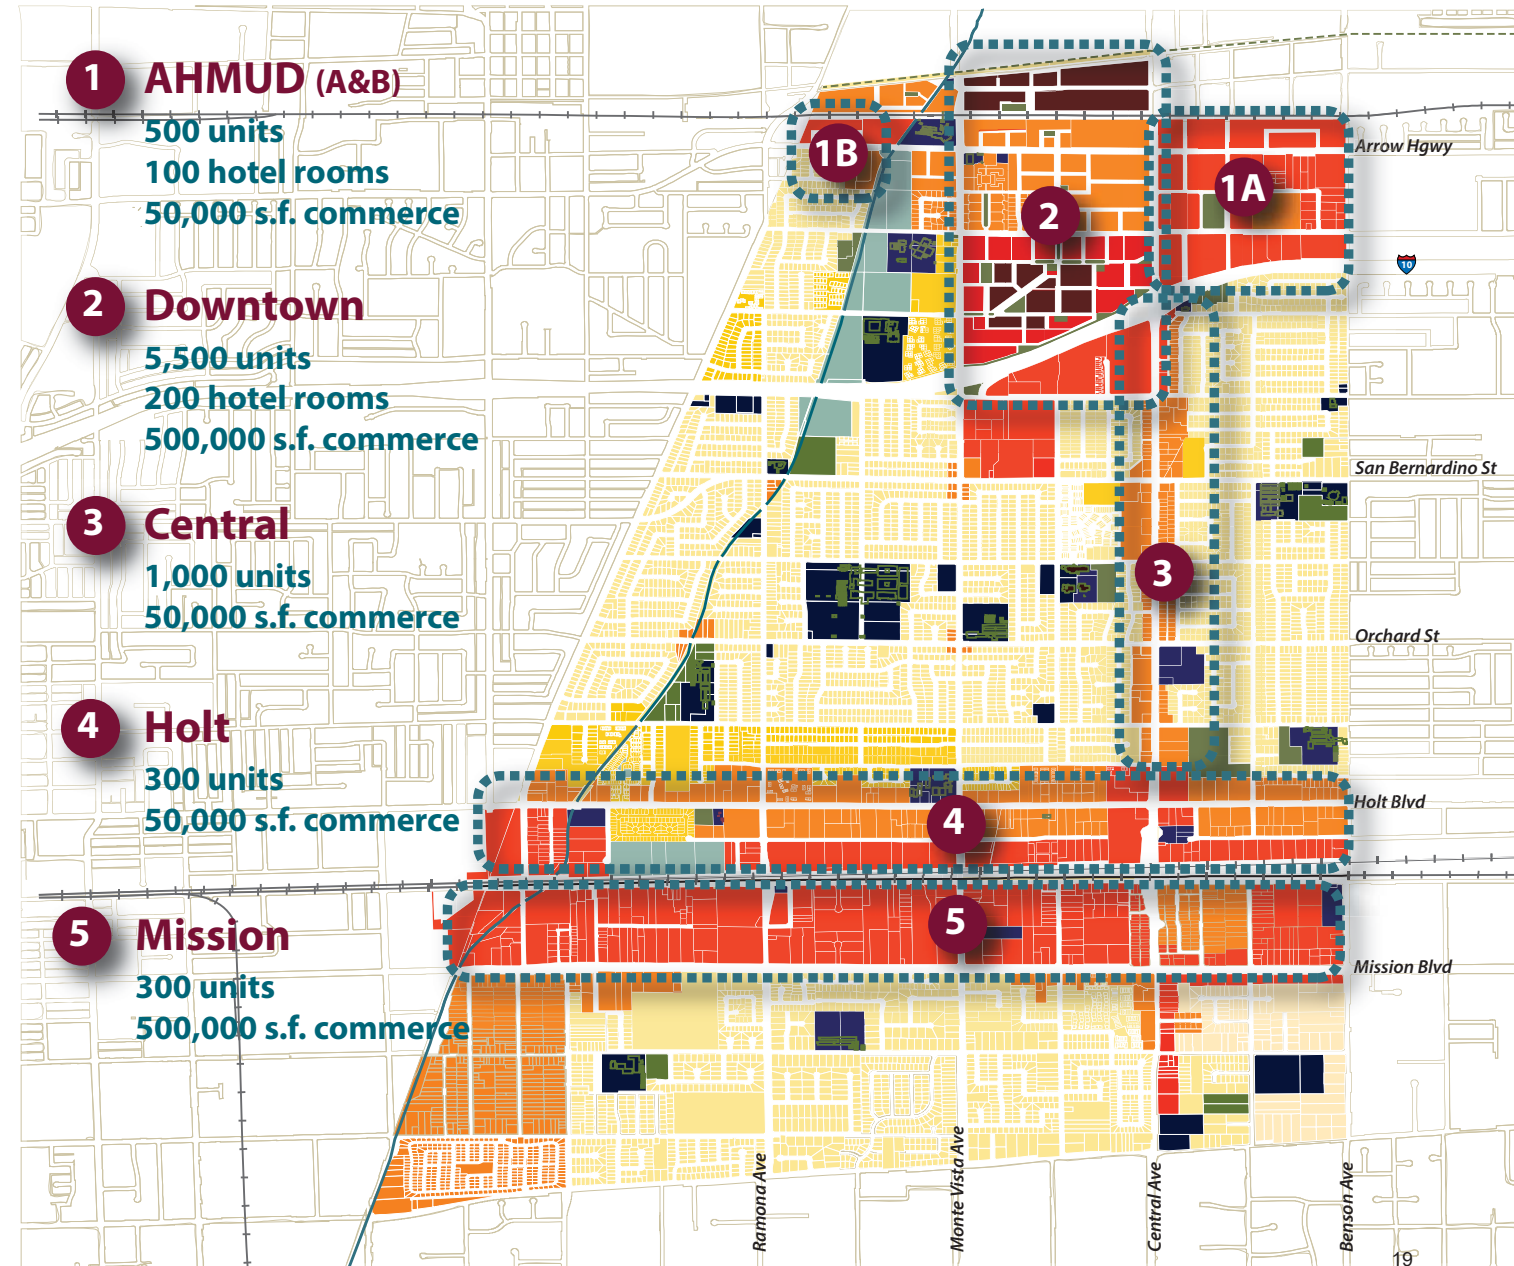 1 AHMUD (A&B)
500 units
100 hotel rooms
50,000 s.f. commerce
2 Downtown
5,500 units
200 hotel rooms
500,000 s.f. commerce
3 Central
1,000 units
50,000 s.f. commerce
4 Holt
300 units
50,000 s.f. commerce
5 Mission
300 units
500,000 s.f. commerce
1B
2
1A
3
4
5
Arrow Hgwy
10
San Bernardino St
Orchard St
Holt Blvd
Mission Blvd
Ramona Ave
Monte Vista Ave
Central Ave
Benson Ave
19